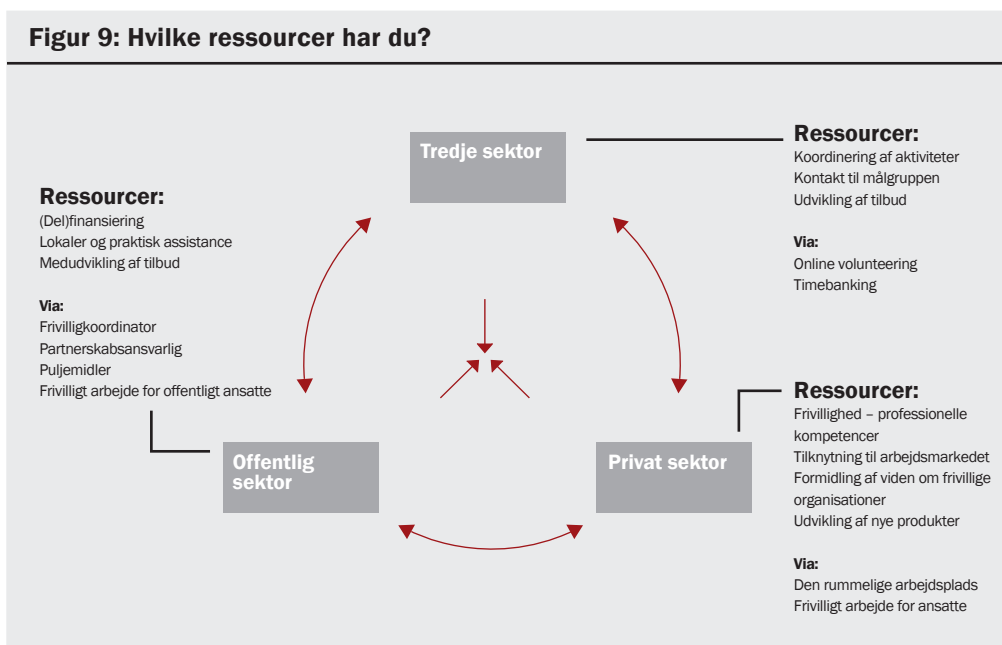 Figur 9: Hvilke ressourcer har du?
Tredje sektor
Ressourcer:
Koordinering af aktiviteter
Kontakt til målgruppen
Udvikling af tilbud
Via:
Online volunteering
Timebanking
Ressourcer:
(Del)finansiering
Lokaler og praktisk assistance
Medudvikling af tilbud
Via:
Frivilligkoordinator
Partnerskabsansvarlig
Puljemidler
Frivilligt arbejde for offentligt ansatte
Offentlig
sektor
Privat sektor
Ressourcer:
Frivillighed – professionelle
kompetencer
Tilknytning til arbejdsmarkedet
Formidling af viden om frivillige
organisationer
Udvikling af nye produkter
Via:
Den rummelige arbejdsplads
Frivilligt arbejde for ansatte